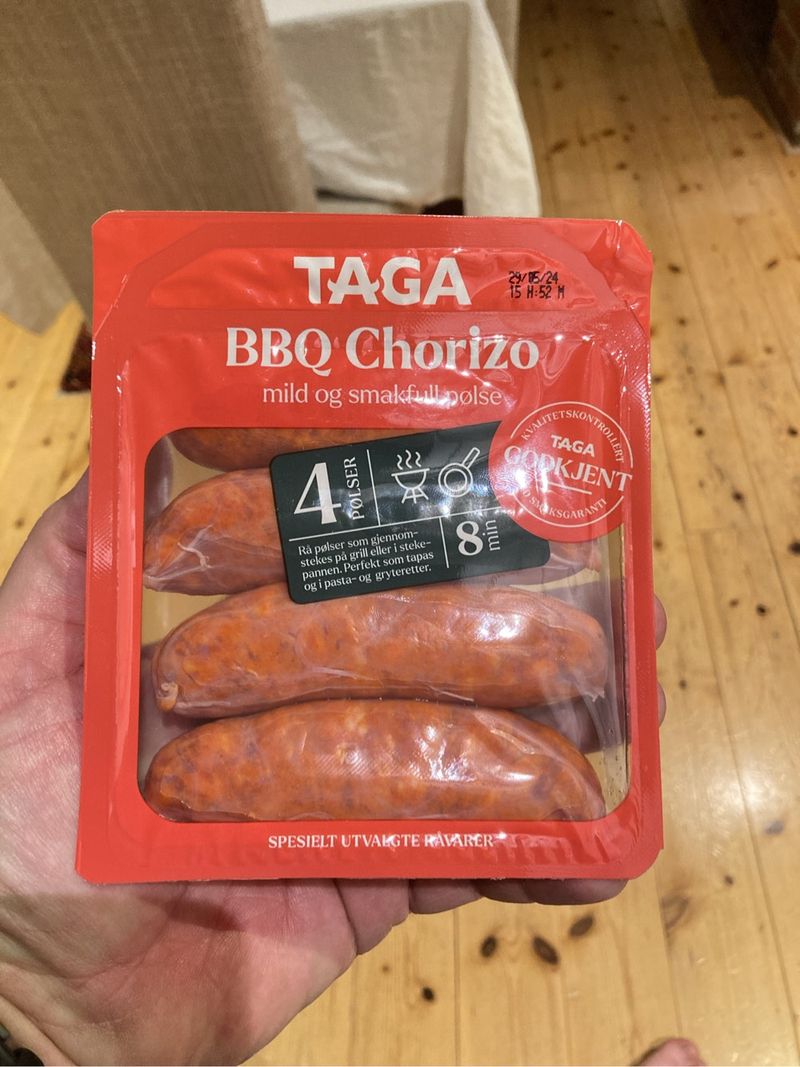 TAGA
29/05/24
15 H:52 M
BBQ Chorizo
mild og smakfull pølse
KVALITETSKONTROLLERT
TAGA
GODKJENT
SMAKSGARANTI
4 PØLSER
8 min
Rå pølser som gjennom-
stekes på grill eller i steke-
pannen. Perfekt som tapas
og i pasta- og gryteretter.
SPESIELT UTVALGTE RÅVARER